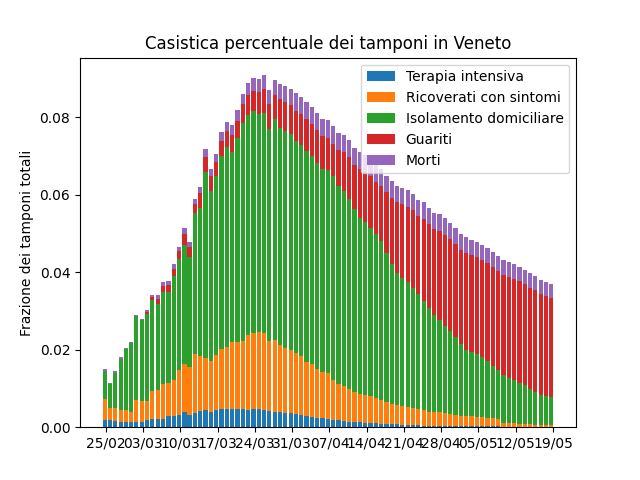 Casistica percentuale dei tamponi in Veneto
Frazione dei tamponi totali
0.08
0.06
0.04
0.02
0.00
Terapia intensiva
Ricoverati con sintomi
Isolamento domiciliare
Guariti
Morti
25/02 03/03 10/03 17/03 24/03 31/03 07/04 14/04 21/04 28/04 05/05 12/05 19/05